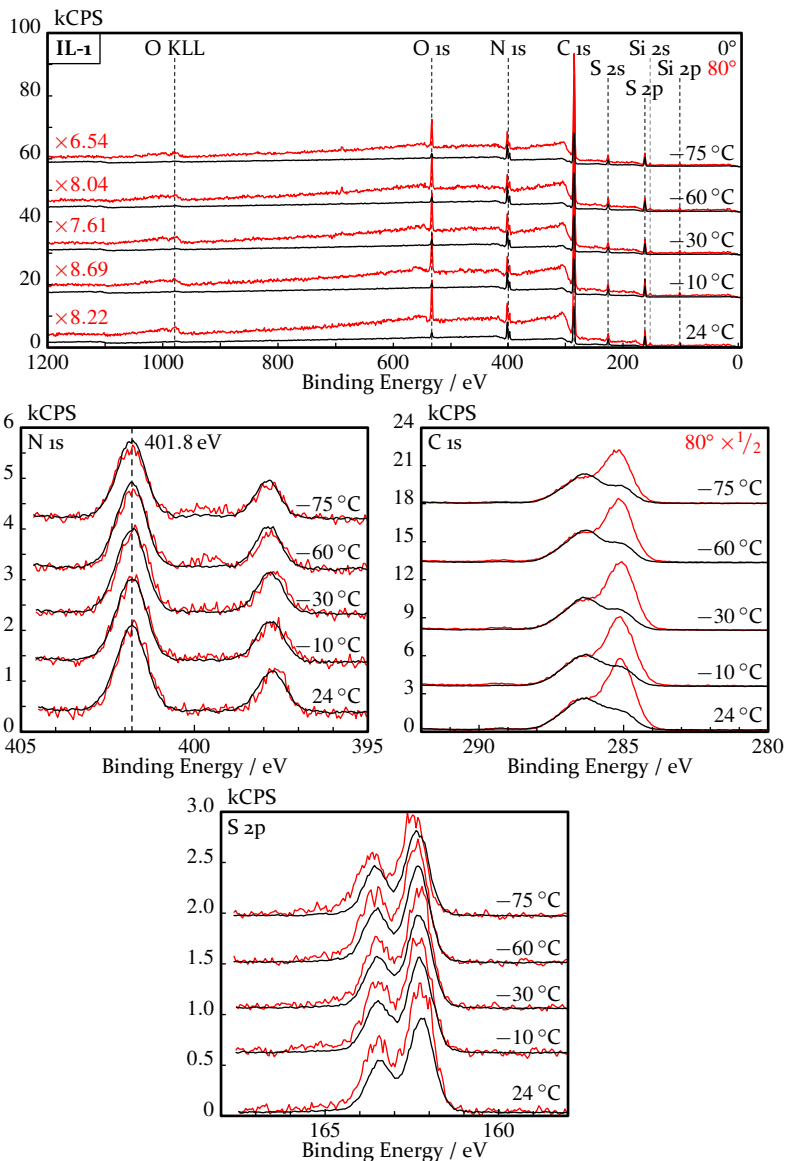 kCPS
100
IL-1
O KLL
O 1s
N 1s
C 1s
Si 2s
0°
S 2s
Si 2p
80°
80
S 2p
×6.54
60
−75 °C
×8.04
−60 °C
40
×7.61
−30 °C
20
×8.69
−10 °C
×8.22
24 °C
0
1200
1000
800
600
400
200
0
Binding Energy / eV
kCPS
6
N 1s
401.8 eV
5
−75 °C
4
−60 °C
3
−30 °C
2
−10 °C
1
24 °C
0
405
400
395
Binding Energy / eV
kCPS
24
C 1s
80° ×1/2
21
−75 °C
18
15
−60 °C
12
9
−30 °C
6
−10 °C
3
24 °C
0
290
285
280
Binding Energy / eV
kCPS
3.0
S 2p
2.5
−75 °C
2.0
−60 °C
1.5
−30 °C
1.0
−10 °C
0.5
24 °C
0
165
160
Binding Energy / eV